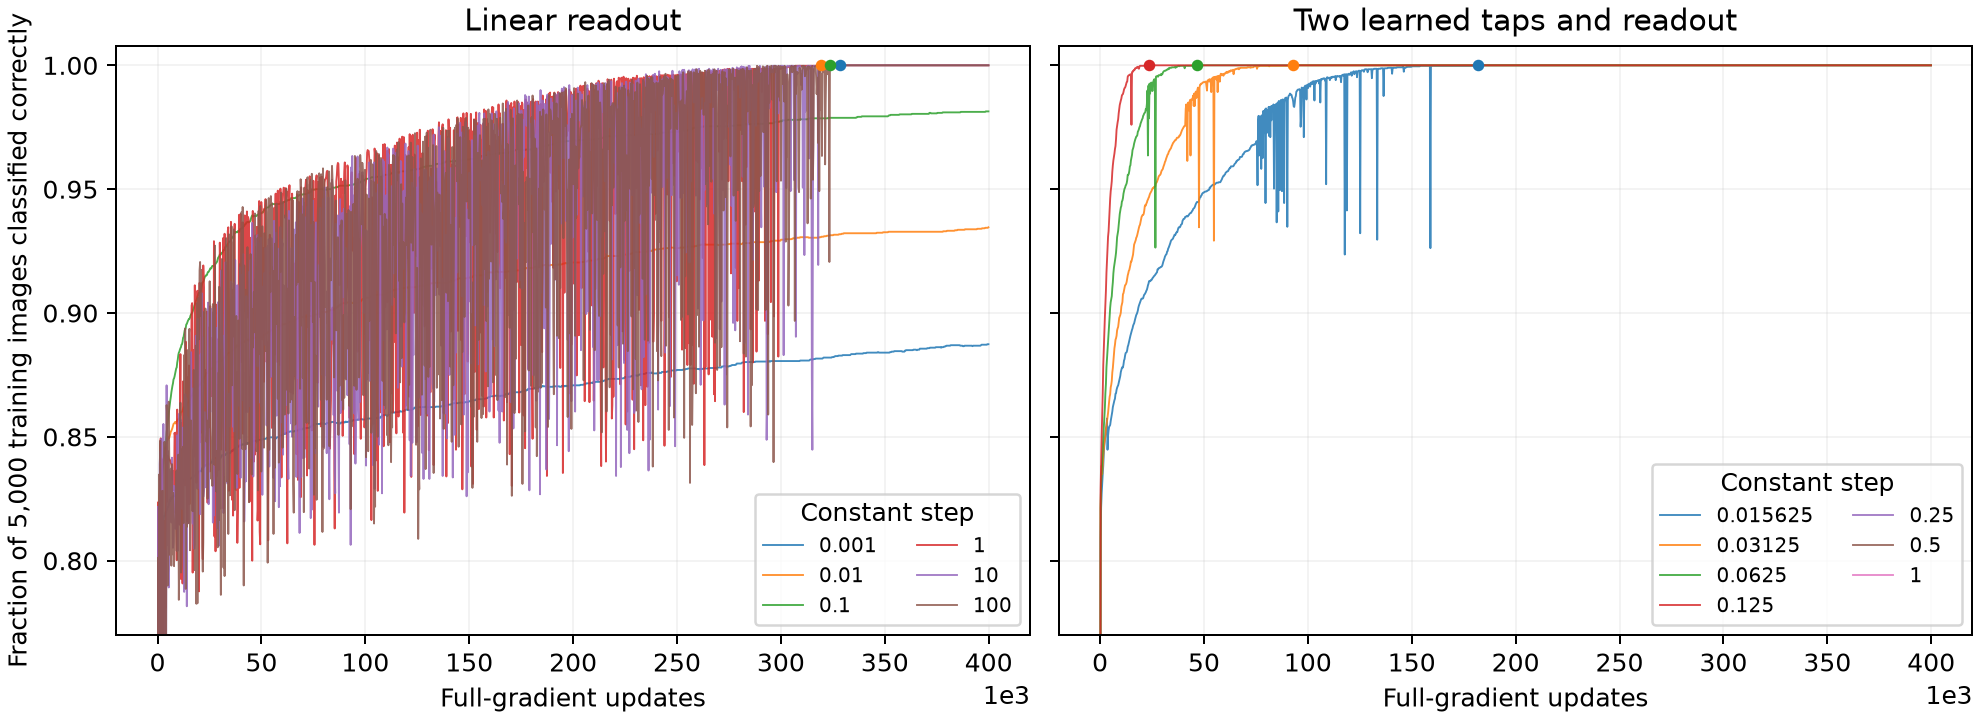 Linear readout
Two learned taps and readout
Fraction of 5,000 training images classified correctly
1.00
0.95
0.90
0.85
0.80
0 50 100 150 200 250 300 350 400
1e3
Full-gradient updates
Constant step
0.001 1
0.01 10
0.1 100
0 50 100 150 200 250 300 350 400
1e3
Full-gradient updates
Constant step
0.015625 0.25
0.03125 0.5
0.0625 1
0.125